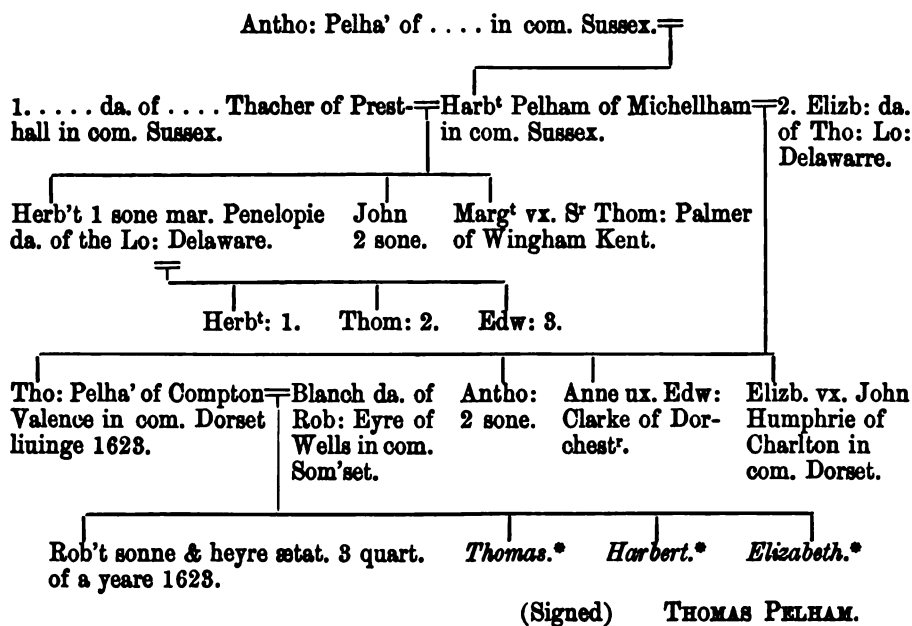 Antho: Pelha' of . . . . in com. Sussex.
1. . . . . da. of . . . . Thacher of Prest-
hall in com. Sussex.
Harbᵗ Pelham of Michellham
in com. Sussex.
2. Elizb: da.
of Tho: Lo:
Delawarre.
Herb't 1 sone mar. Penelopie
da. of the Lo: Delaware.
John
2 sone.
Margᵗ vx. Sʳ Thom: Palmer
of Wingham Kent.
Herbᵗ: 1.
Thom: 2.
Edw: 3.
Tho: Pelha' of Compton
Valence in com. Dorset
liuinge 1623.
Blanch da. of
Rob: Eyre of
Wells in com.
Som'set.
Antho:
2 sone.
Anne ux. Edw:
Clarke of Dor-
chestʳ.
Elizb. vx. John
Humphrie of
Charlton in
com. Dorset.
Rob't sonne & heyre ætat. 3 quart.
of a yeare 1623.
Thomas.*
Harbert.*
Elizabeth.*
(Signed) THOMAS PELHAM.